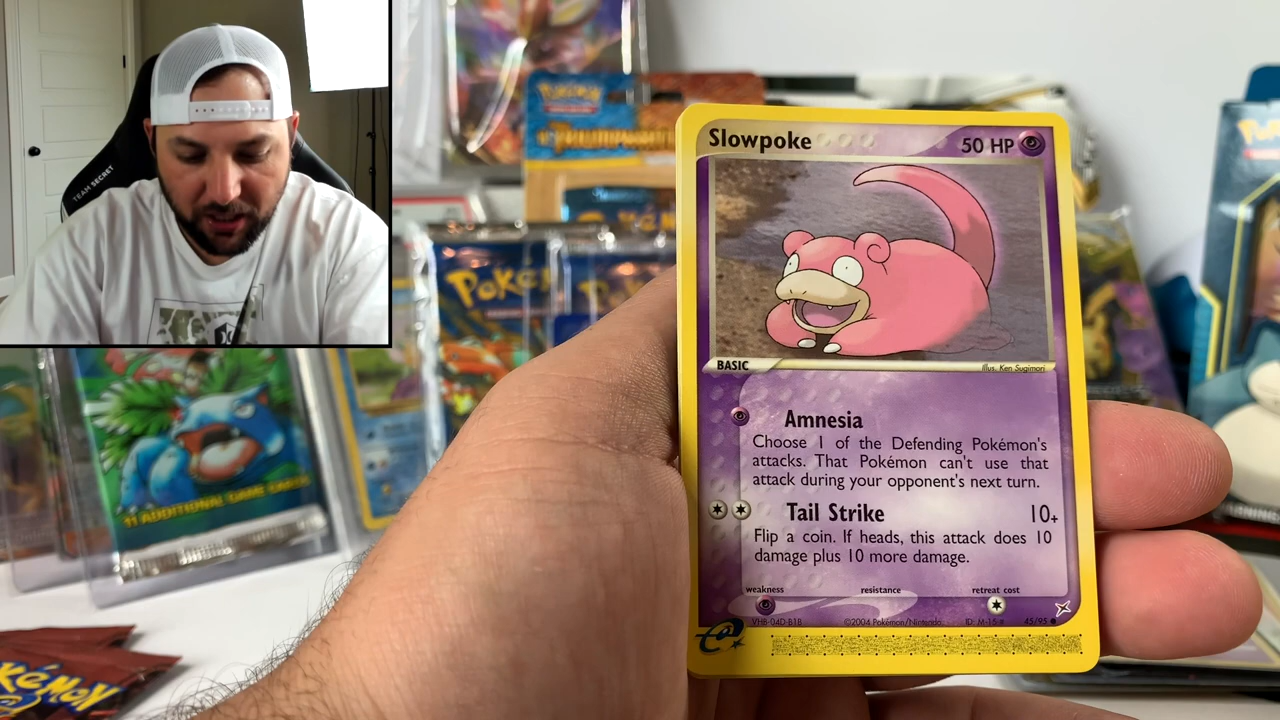 TEAM SECRET
Pokémon
Poké
11 ADDITIONAL GAME CARDS
Pokémon
Slowpoke
50 HP
BASIC
Illus. Ken Sugimori
Amnesia
Choose 1 of the Defending Pokémon's
attacks. That Pokémon can't use that
attack during your opponent's next turn.
Tail Strike
10+
Flip a coin. If heads, this attack does 10
damage plus 10 more damage.
weakness
resistance
retreat cost
©2004 Pokémon/Nintendo
45/95